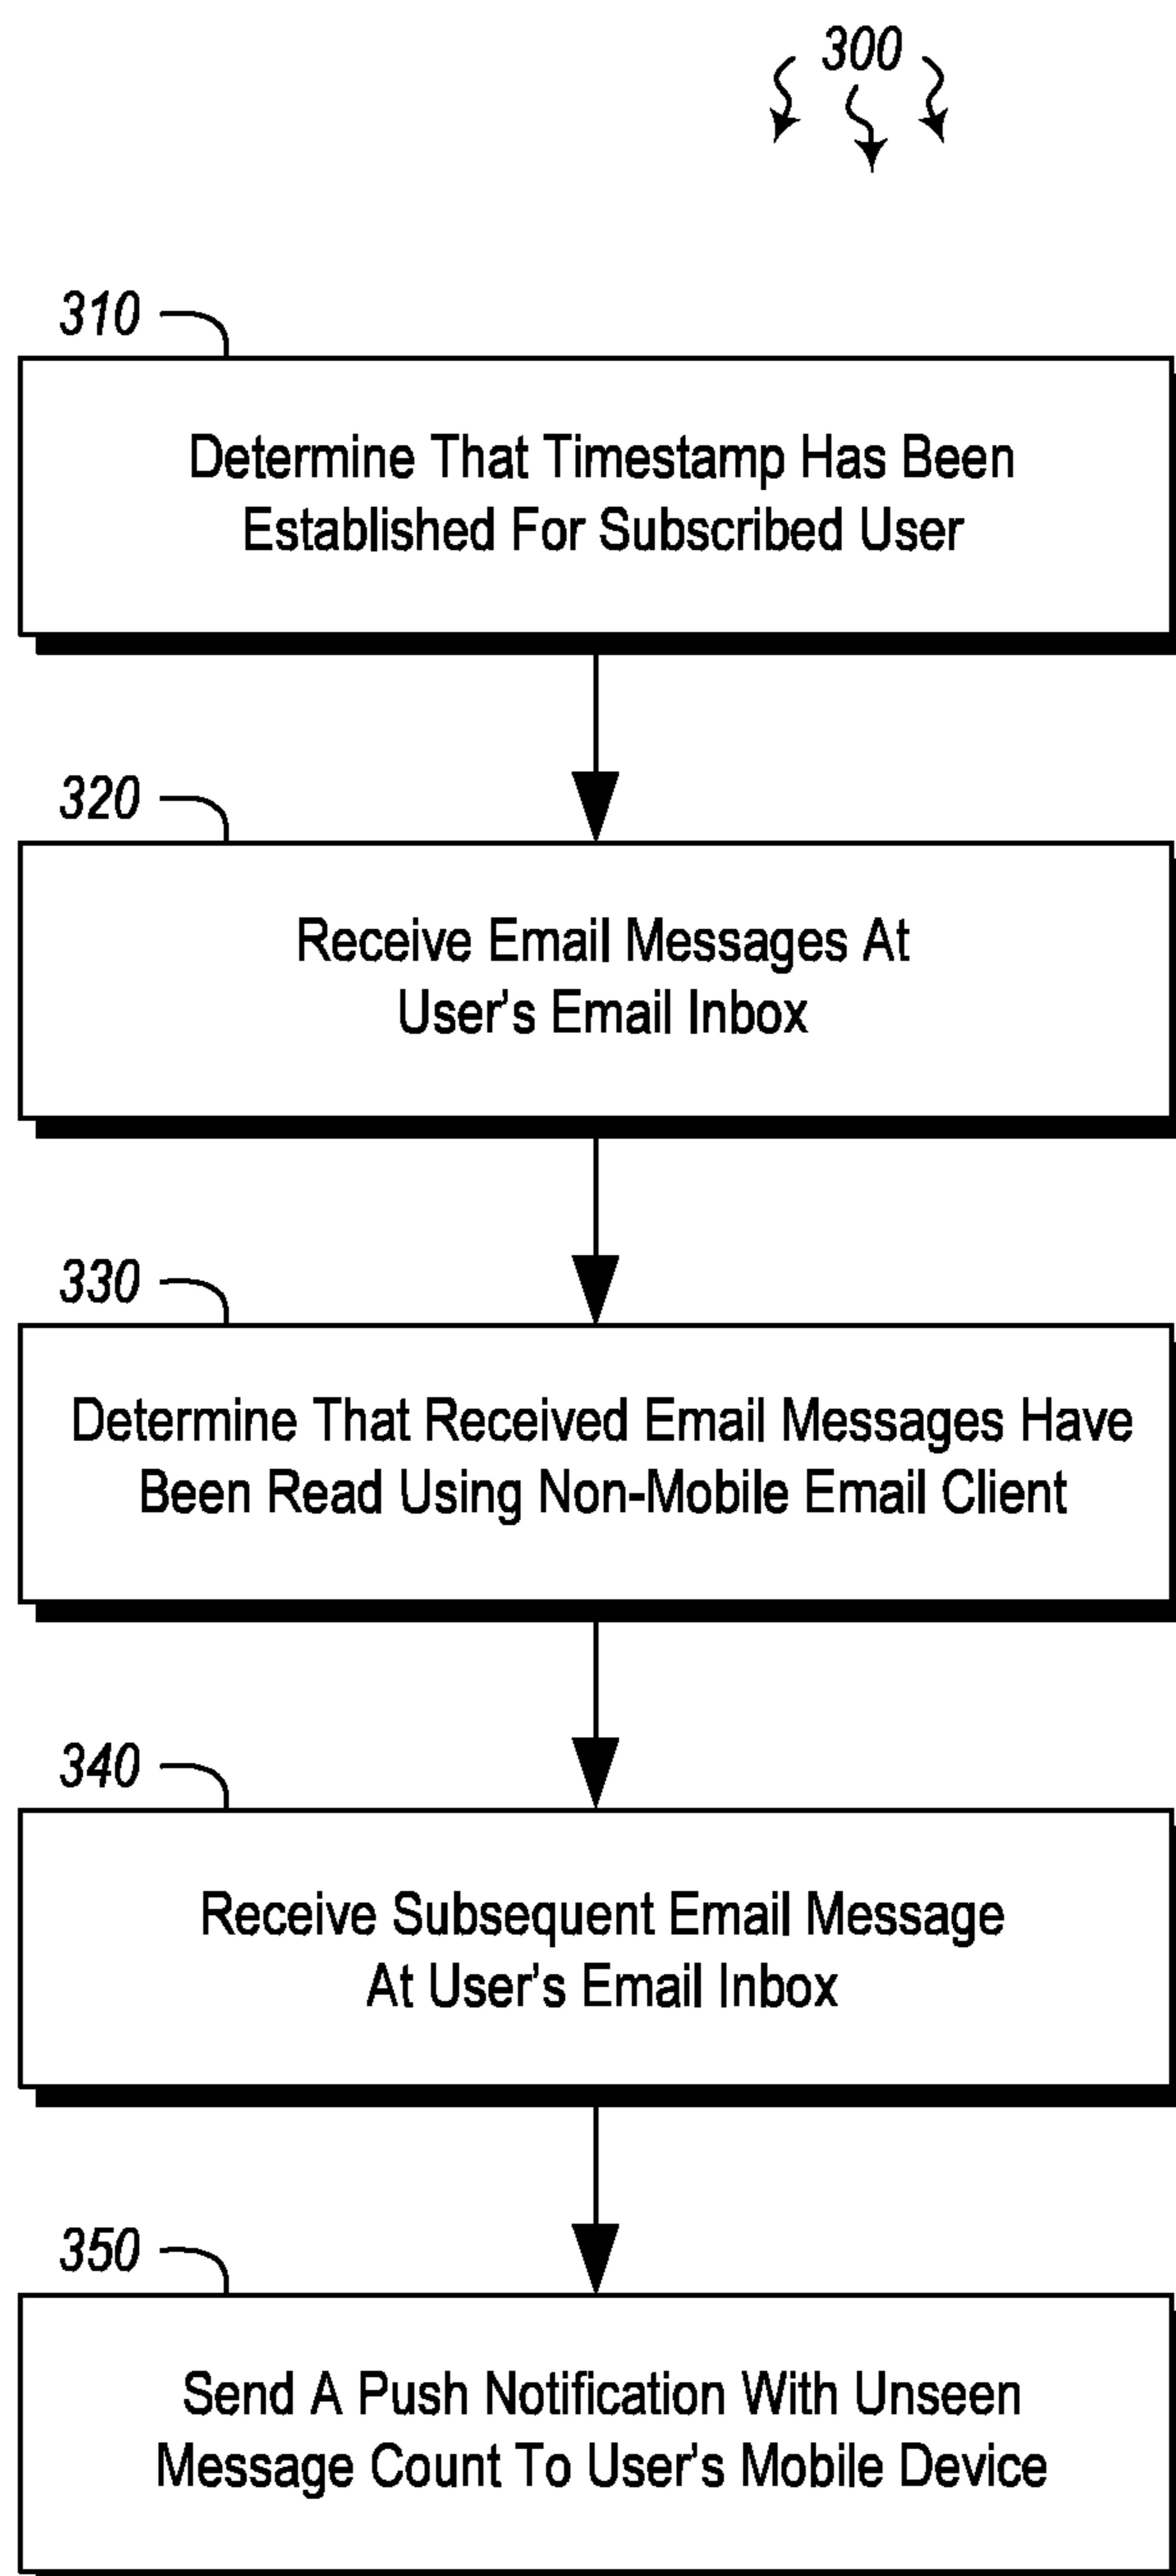 300
310
Determine That Timestamp Has Been
Established For Subscribed User
320
Receive Email Messages At
User's Email Inbox
330
Determine That Received Email Messages Have
Been Read Using Non-Mobile Email Client
340
Receive Subsequent Email Message
At User's Email Inbox
350
Send A Push Notification With Unseen
Message Count To User's Mobile Device